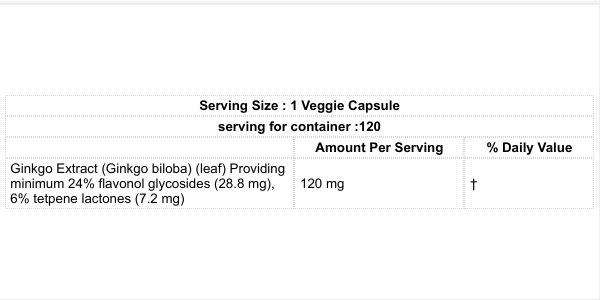 Serving Size : 1 Veggie Capsule
serving for container :120
Amount Per Serving % Daily Value
Ginkgo Extract (Ginkgo biloba) (leaf) Providing
minimum 24% flavonol glycosides (28.8 mg),
6% tetpene lactones (7.2 mg)
120 mg
†